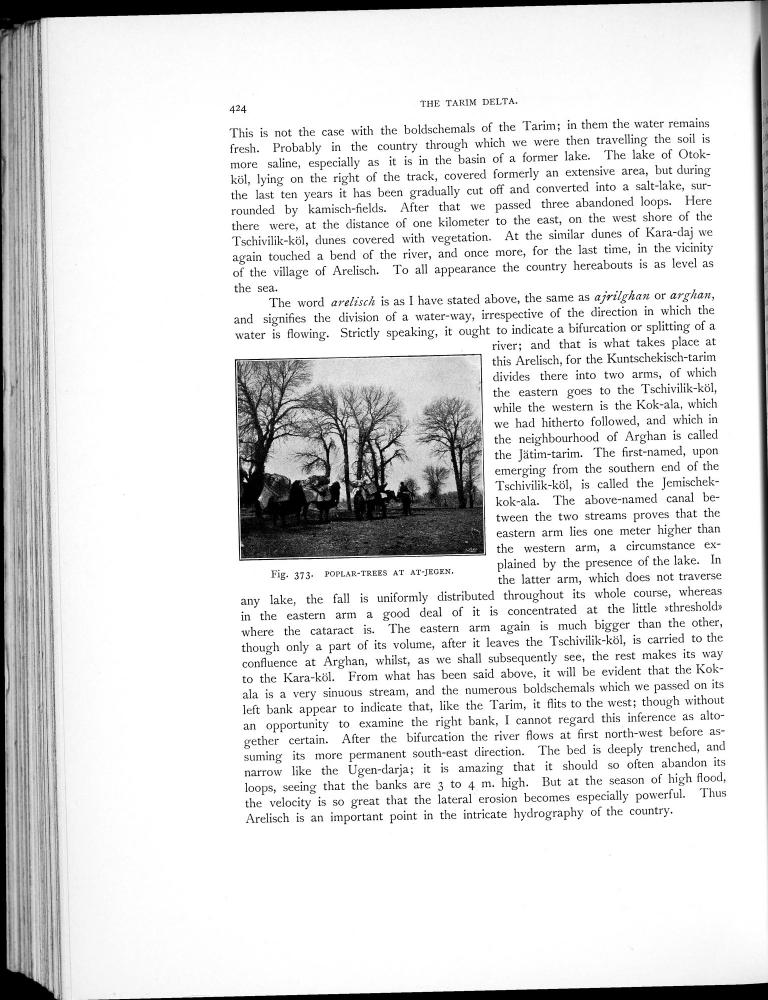 424
THE TARIM DELTA.
This is not the case with the boldschemals of the Tarim; in them the water remains
fresh. Probably in the country through which we were then travelling the soil is
more saline, especially as it is in the basin of a former lake. The lake of Otok-
köl, lying on the right of the track, covered formerly an extensive area, but during
the last ten years it has been gradually cut off and converted into a salt-lake, sur-
rounded by kamisch-fields. After that we passed three abandoned loops. Here
there were, at the distance of one kilometer to the east, on the west shore of the
Tschivilik-köl, dunes covered with vegetation. At the similar dunes of Kara-daj we
again touched a bend of the river, and once more, for the last time, in the vicinity
of the village of Arelisch. To all appearance the country hereabouts is as level as
the sea.
The word arelisch is as I have stated above, the same as ajrilghan or arghan,
and signifies the division of a water-way, irrespective of the direction in which the
water is flowing. Strictly speaking, it ought to indicate a bifurcation or splitting of a
river; and that is what takes place at
this Arelisch, for the Kuntschekisch-tarim
divides there into two arms, of which
the eastern goes to the Tschivilik-köl,
while the western is the Kok-ala, which
we had hitherto followed, and which in
the neighbourhood of Arghan is called
the Jätim-tarim. The first-named, upon
emerging from the southern end of the
Tschivilik-köl, is called the Jemischek-
kok-ala. The above-named canal be-
tween the two streams proves that the
eastern arm lies one meter higher than
the western arm, a circumstance ex-
plained by the presence of the lake. In
the latter arm, which does not traverse
Fig. 373. POPLAR-TREES AT AT-JEGEN.
any lake, the fall is uniformly distributed throughout its whole course, whereas
in the eastern arm a good deal of it is concentrated at the little »threshold»
where the cataract is. The eastern arm again is much bigger than the other,
though only a part of its volume, after it leaves the Tschivilik-köl, is carried to the
confluence at Arghan, whilst, as we shall subsequently see, the rest makes its way
to the Kara-köl. From what has been said above, it will be evident that the Kok-
ala is a very sinuous stream, and the numerous boldschemals which we passed on its
left bank appear to indicate that, like the Tarim, it flits to the west; though without
an opportunity to examine the right bank, I cannot regard this inference as alto-
gether certain. After the bifurcation the river flows at first north-west before as-
suming its more permanent south-east direction. The bed is deeply trenched, and
narrow like the Ugen-darja; it is amazing that it should so often abandon its
loops, seeing that the banks are 3 to 4 m. high. But at the season of high flood,
the velocity is so great that the lateral erosion becomes especially powerful. Thus
Arelisch is an important point in the intricate hydrography of the country.